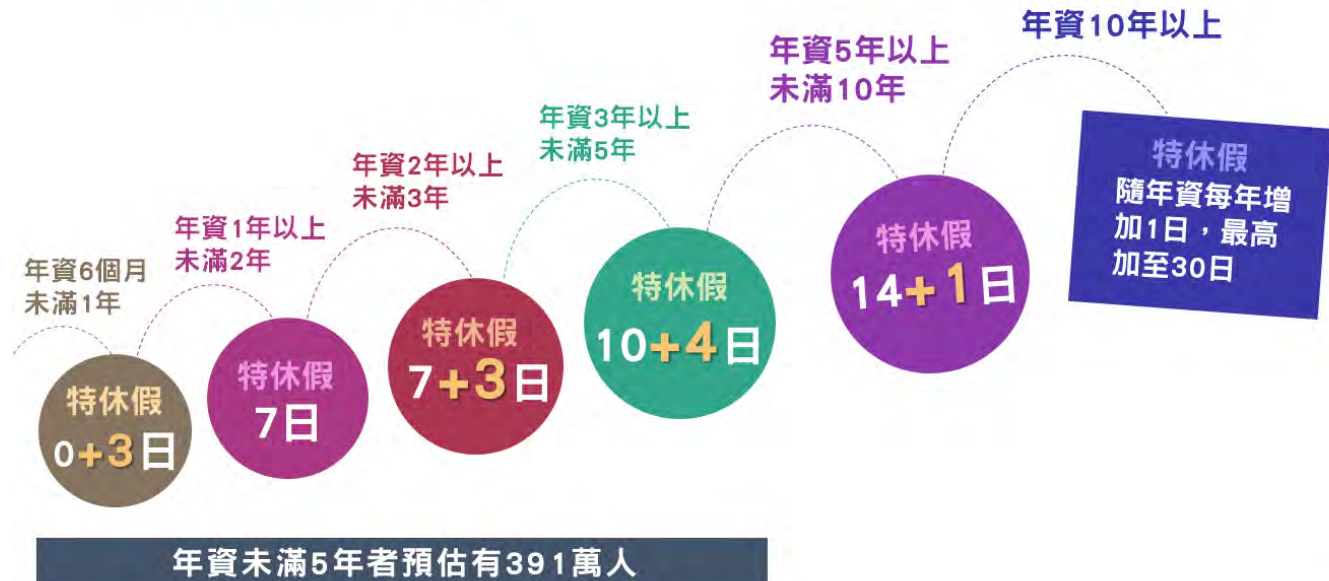 年資6個月
未滿1年
特休假
0+3日
年資1年以上
未滿2年
特休假
7日
年資2年以上
未滿3年
特休假
7+3日
年資3年以上
未滿5年
特休假
10+4日
年資5年以上
未滿10年
特休假
14+1日
年資10年以上
特休假
隨年資每年增
加1日，最高
加至30日
年資未滿5年者預估有391萬人